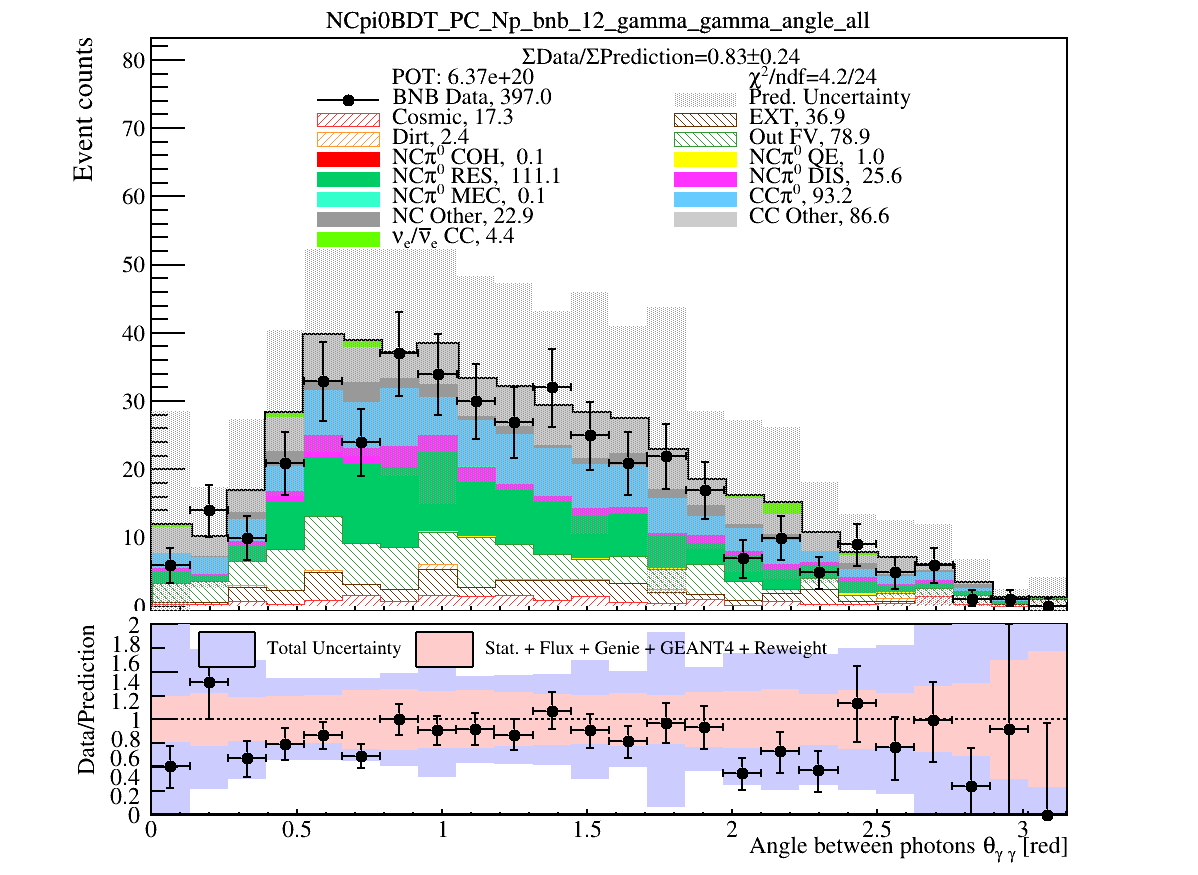 NCpi0BDT_PC_Np_bnb_12_gamma_gamma_angle_all
ΣData/ΣPrediction=0.83±0.24
POT: 6.37e+20
χ²/ndf=4.2/24
BNB Data, 397.0
Pred. Uncertainty
Cosmic, 17.3
EXT, 36.9
Dirt, 2.4
Out FV, 78.9
NCπ⁰ COH, 0.1
NCπ⁰ QE, 1.0
NCπ⁰ RES, 111.1
NCπ⁰ DIS, 25.6
NCπ⁰ MEC, 0.1
CCπ⁰, 93.2
NC Other, 22.9
CC Other, 86.6
νₑ/ν̅ₑ CC, 4.4
Event counts
80
70
60
50
40
30
20
10
0
Total Uncertainty
Stat. + Flux + Genie + GEANT4 + Reweight
Data/Prediction
2
1.8
1.6
1.4
1.2
1
0.8
0.6
0.4
0.2
0
0 0.5 1 1.5 2 2.5 3
Angle between photons θγ γ [red]